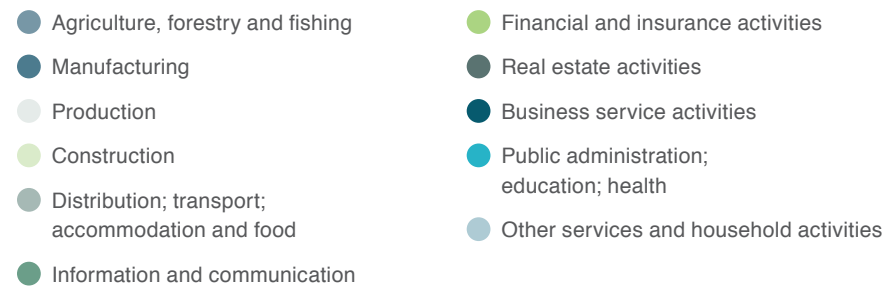 Agriculture, forestry and fishing
Manufacturing
Production
Construction
Distribution; transport;
accommodation and food
Information and communication
Financial and insurance activities
Real estate activities
Business service activities
Public administration;
education; health
Other services and household activities